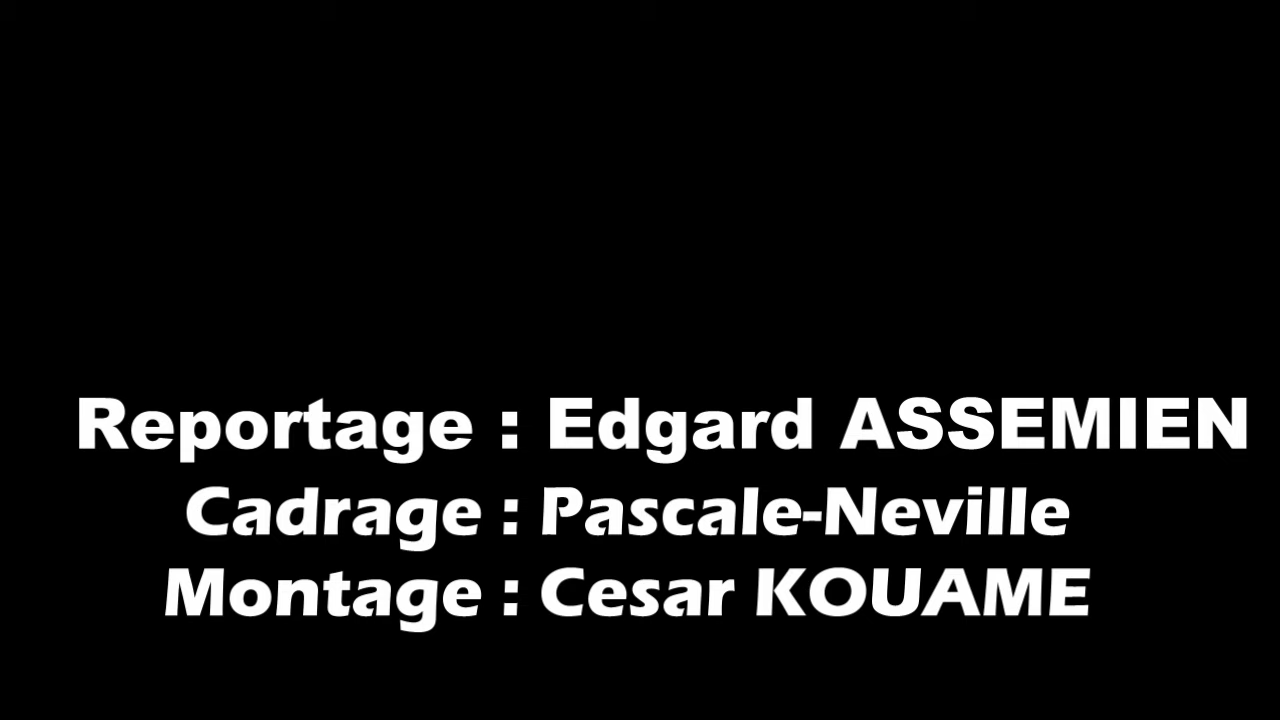 Reportage : Edgard ASSEMIEN
Cadrage : Pascale-Neville
Montage : Cesar KOUAME